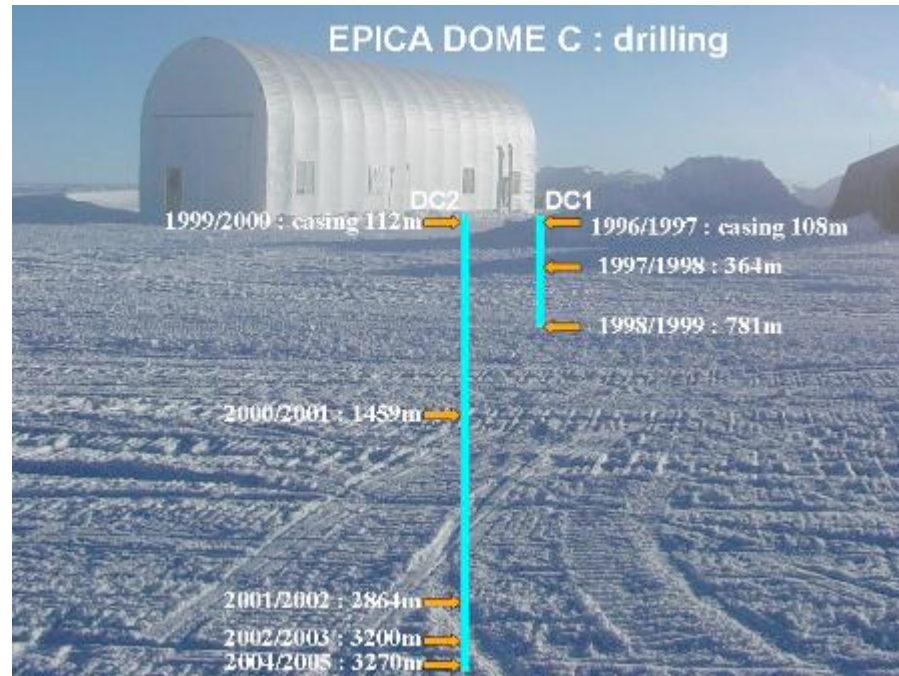 EPICA DOME C : drilling
DC2 DC1
1999/2000 : casing 112m
1996/1997 : casing 108m
1997/1998 : 364m
1998/1999 : 781m
2000/2001 : 1459m
2001/2002 : 2864m
2002/2003 : 3200m
2004/2005 : 3270m